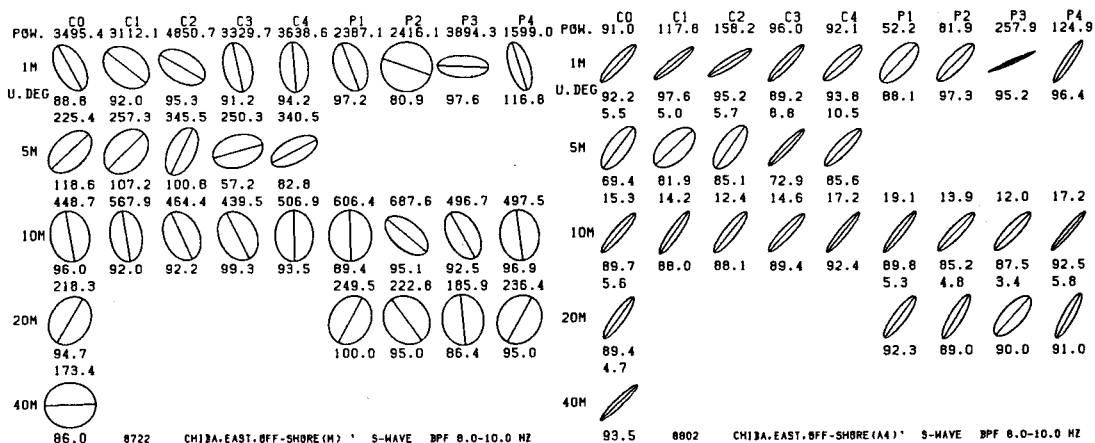 C0 C1 C2 C3 C4 P1 P2 P3 P4
POW. 3495.4 3112.1 4850.7 3329.7 3638.6 2387.1 2416.1 3894.3 1599.0
1M
U.DEG 88.8 92.0 95.3 91.2 94.2 97.2 80.9 97.6 116.8
225.4 257.3 345.5 250.3 340.5
5M
118.6 107.2 100.8 57.2 82.8
448.7 567.9 464.4 439.5 506.9 606.4 687.6 496.7 497.5
10M
96.0 92.0 92.2 99.3 93.5 89.4 95.1 92.5 96.9
218.3 249.5 222.8 185.9 236.4
20M
94.7 100.0 95.0 86.4 95.0
173.4
40M
86.0 8722 CHIBA.EAST.OFF-SHORE(M) ' S-WAVE BPF 8.0-10.0 HZ
C0 C1 C2 C3 C4 P1 P2 P3 P4
POW. 91.0 117.8 158.2 96.0 92.1 52.2 81.9 257.9 124.9
1M
U.DEG 92.2 97.6 95.2 89.2 93.8 88.1 97.3 95.2 96.4
5.5 5.0 5.7 8.8 10.5
5M
69.4 81.9 85.1 72.9 85.6
15.3 14.2 12.4 14.6 17.2 19.1 13.9 12.0 17.2
10M
89.7 88.0 88.1 89.4 92.4 89.8 85.2 87.5 92.5
5.6 5.3 4.8 3.4 5.8
20M
89.4 92.3 89.0 90.0 91.0
4.7
40M
93.5 8802 CHIBA.EAST.OFF-SHORE(A4) ' S-WAVE BPF 8.0-10.0 HZ